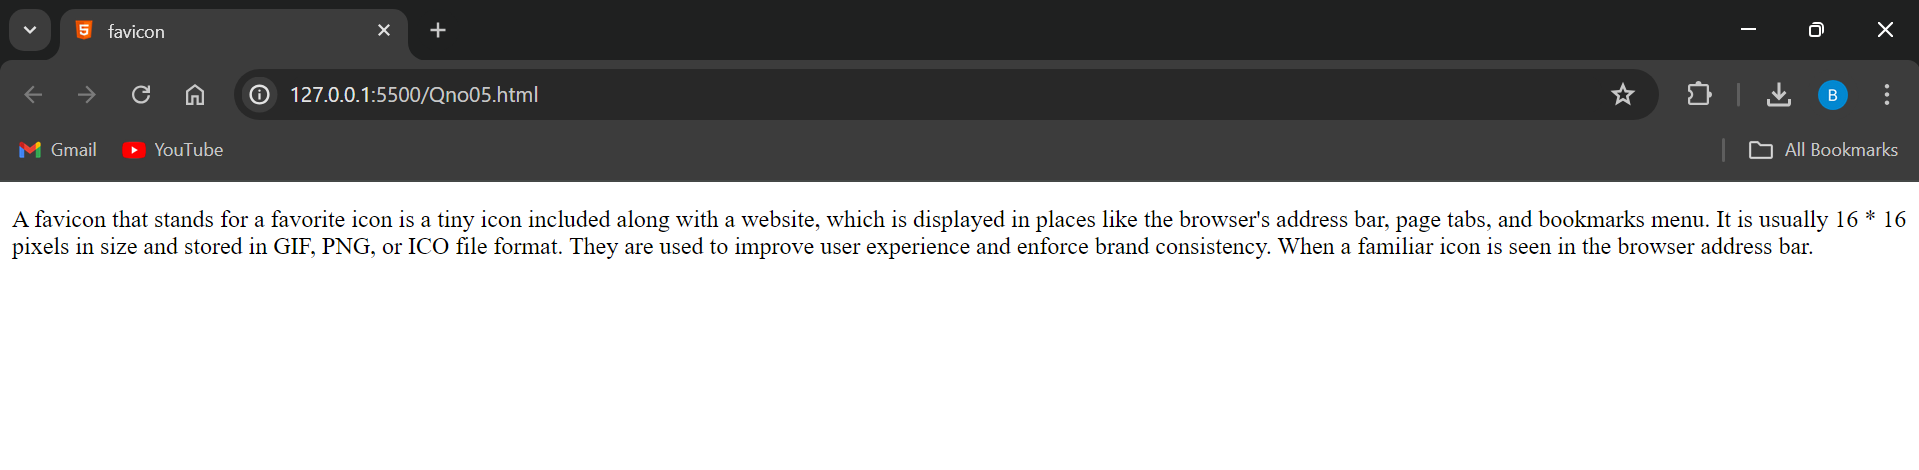 favicon
127.0.0.1:5500/Qno05.html
B
Gmail YouTube All Bookmarks
A favicon that stands for a favorite icon is a tiny icon included along with a website, which is displayed in places like the browser's address bar, page tabs, and bookmarks menu. It is usually 16 * 16
pixels in size and stored in GIF, PNG, or ICO file format. They are used to improve user experience and enforce brand consistency. When a familiar icon is seen in the browser address bar.